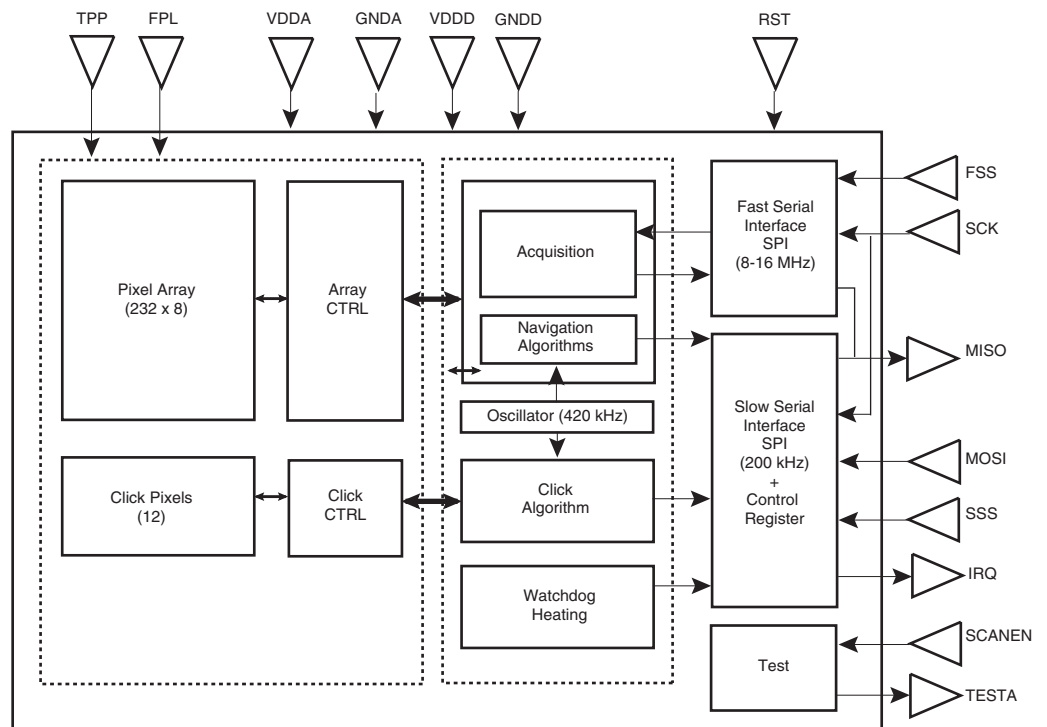 TPP FPL VDDA GNDA VDDD GNDD RST
FSS
SCK
MISO
MOSI
SSS
IRQ
SCANEN
TESTA
Pixel Array
(232 x 8)
Array
CTRL
Acquisition
Navigation
Algorithms
Oscillator (420 kHz)
Click Pixels
(12)
Click
CTRL
Click
Algorithm
Watchdog
Heating
Fast Serial
Interface
SPI
(8-16 MHz)
Slow Serial
Interface
SPI
(200 kHz)
+
Control
Register
Test